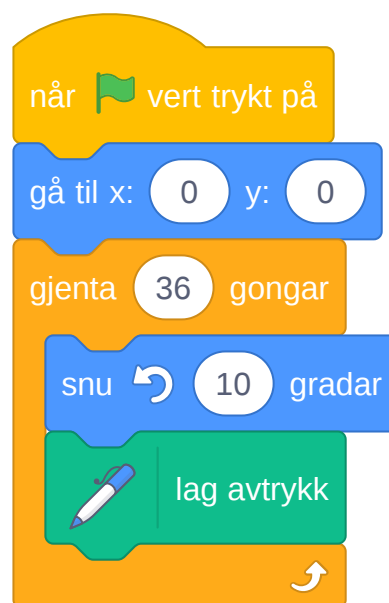 når vert trykt på
gå til x: 0 y: 0
gjenta 36 gongar
snu 10 gradar
lag avtrykk